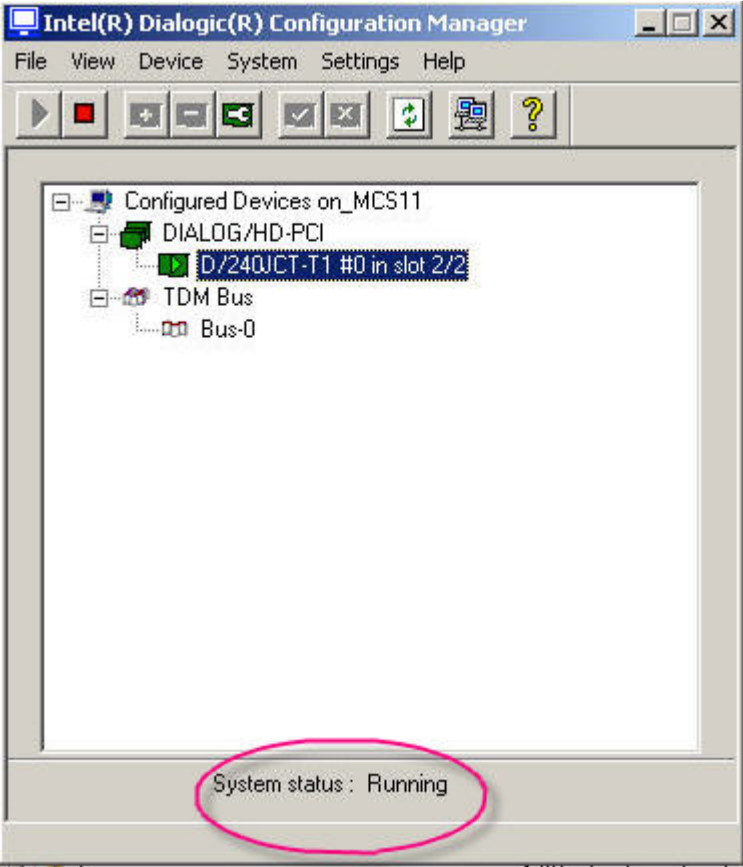 Intel(R) Dialogic(R) Configuration Manager
File View Device System Settings Help
Configured Devices on_MCS11
DIALOG/HD-PCI
D/240JCT-T1 #0 in slot 2/2
TDM Bus
Bus-0
System status : Running